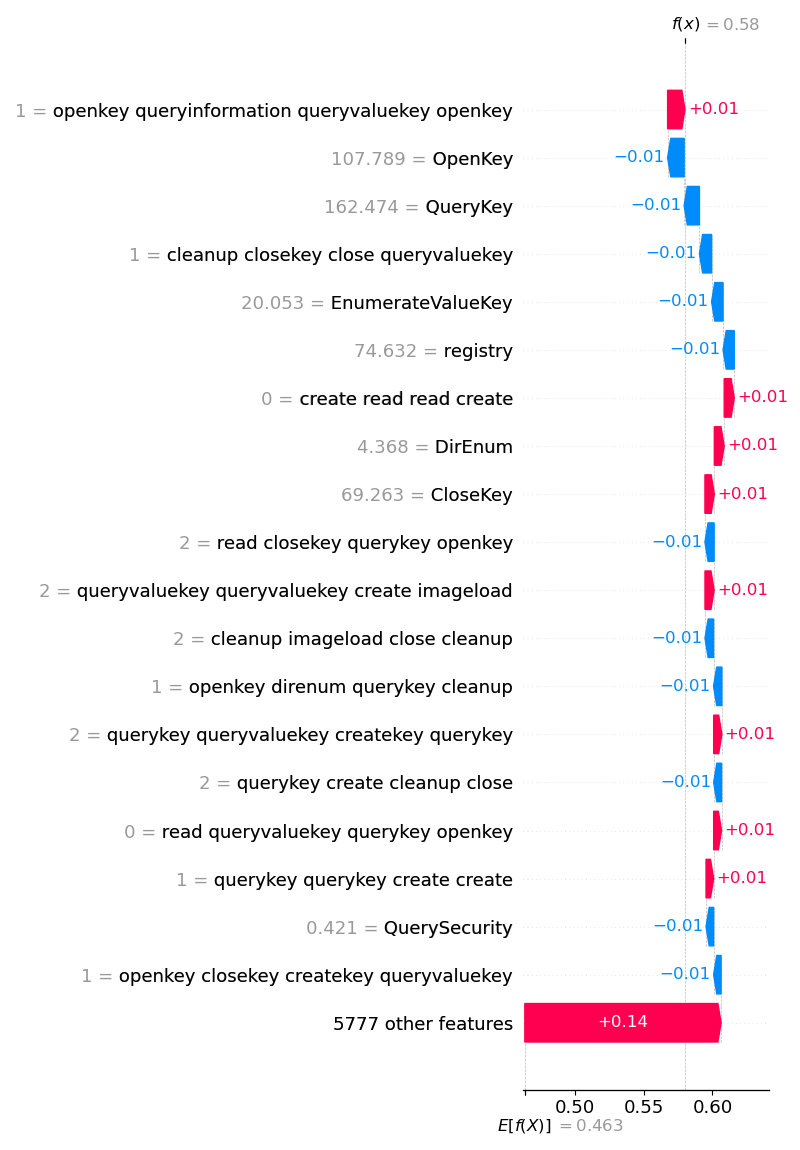 f(x) = 0.58
1 = openkey queryinformation queryvaluekey openkey +0.01
107.789 = OpenKey −0.01
162.474 = QueryKey −0.01
1 = cleanup closekey close queryvaluekey −0.01
20.053 = EnumerateValueKey −0.01
74.632 = registry −0.01
0 = create read read create +0.01
4.368 = DirEnum +0.01
69.263 = CloseKey +0.01
2 = read closekey querykey openkey −0.01
2 = queryvaluekey queryvaluekey create imageload +0.01
2 = cleanup imageload close cleanup −0.01
1 = openkey direnum querykey cleanup −0.01
2 = querykey queryvaluekey createkey querykey +0.01
2 = querykey create cleanup close −0.01
0 = read queryvaluekey querykey openkey +0.01
1 = querykey querykey create create +0.01
0.421 = QuerySecurity −0.01
1 = openkey closekey createkey queryvaluekey −0.01
5777 other features +0.14
0.50 0.55 0.60
E[f(X)] = 0.463